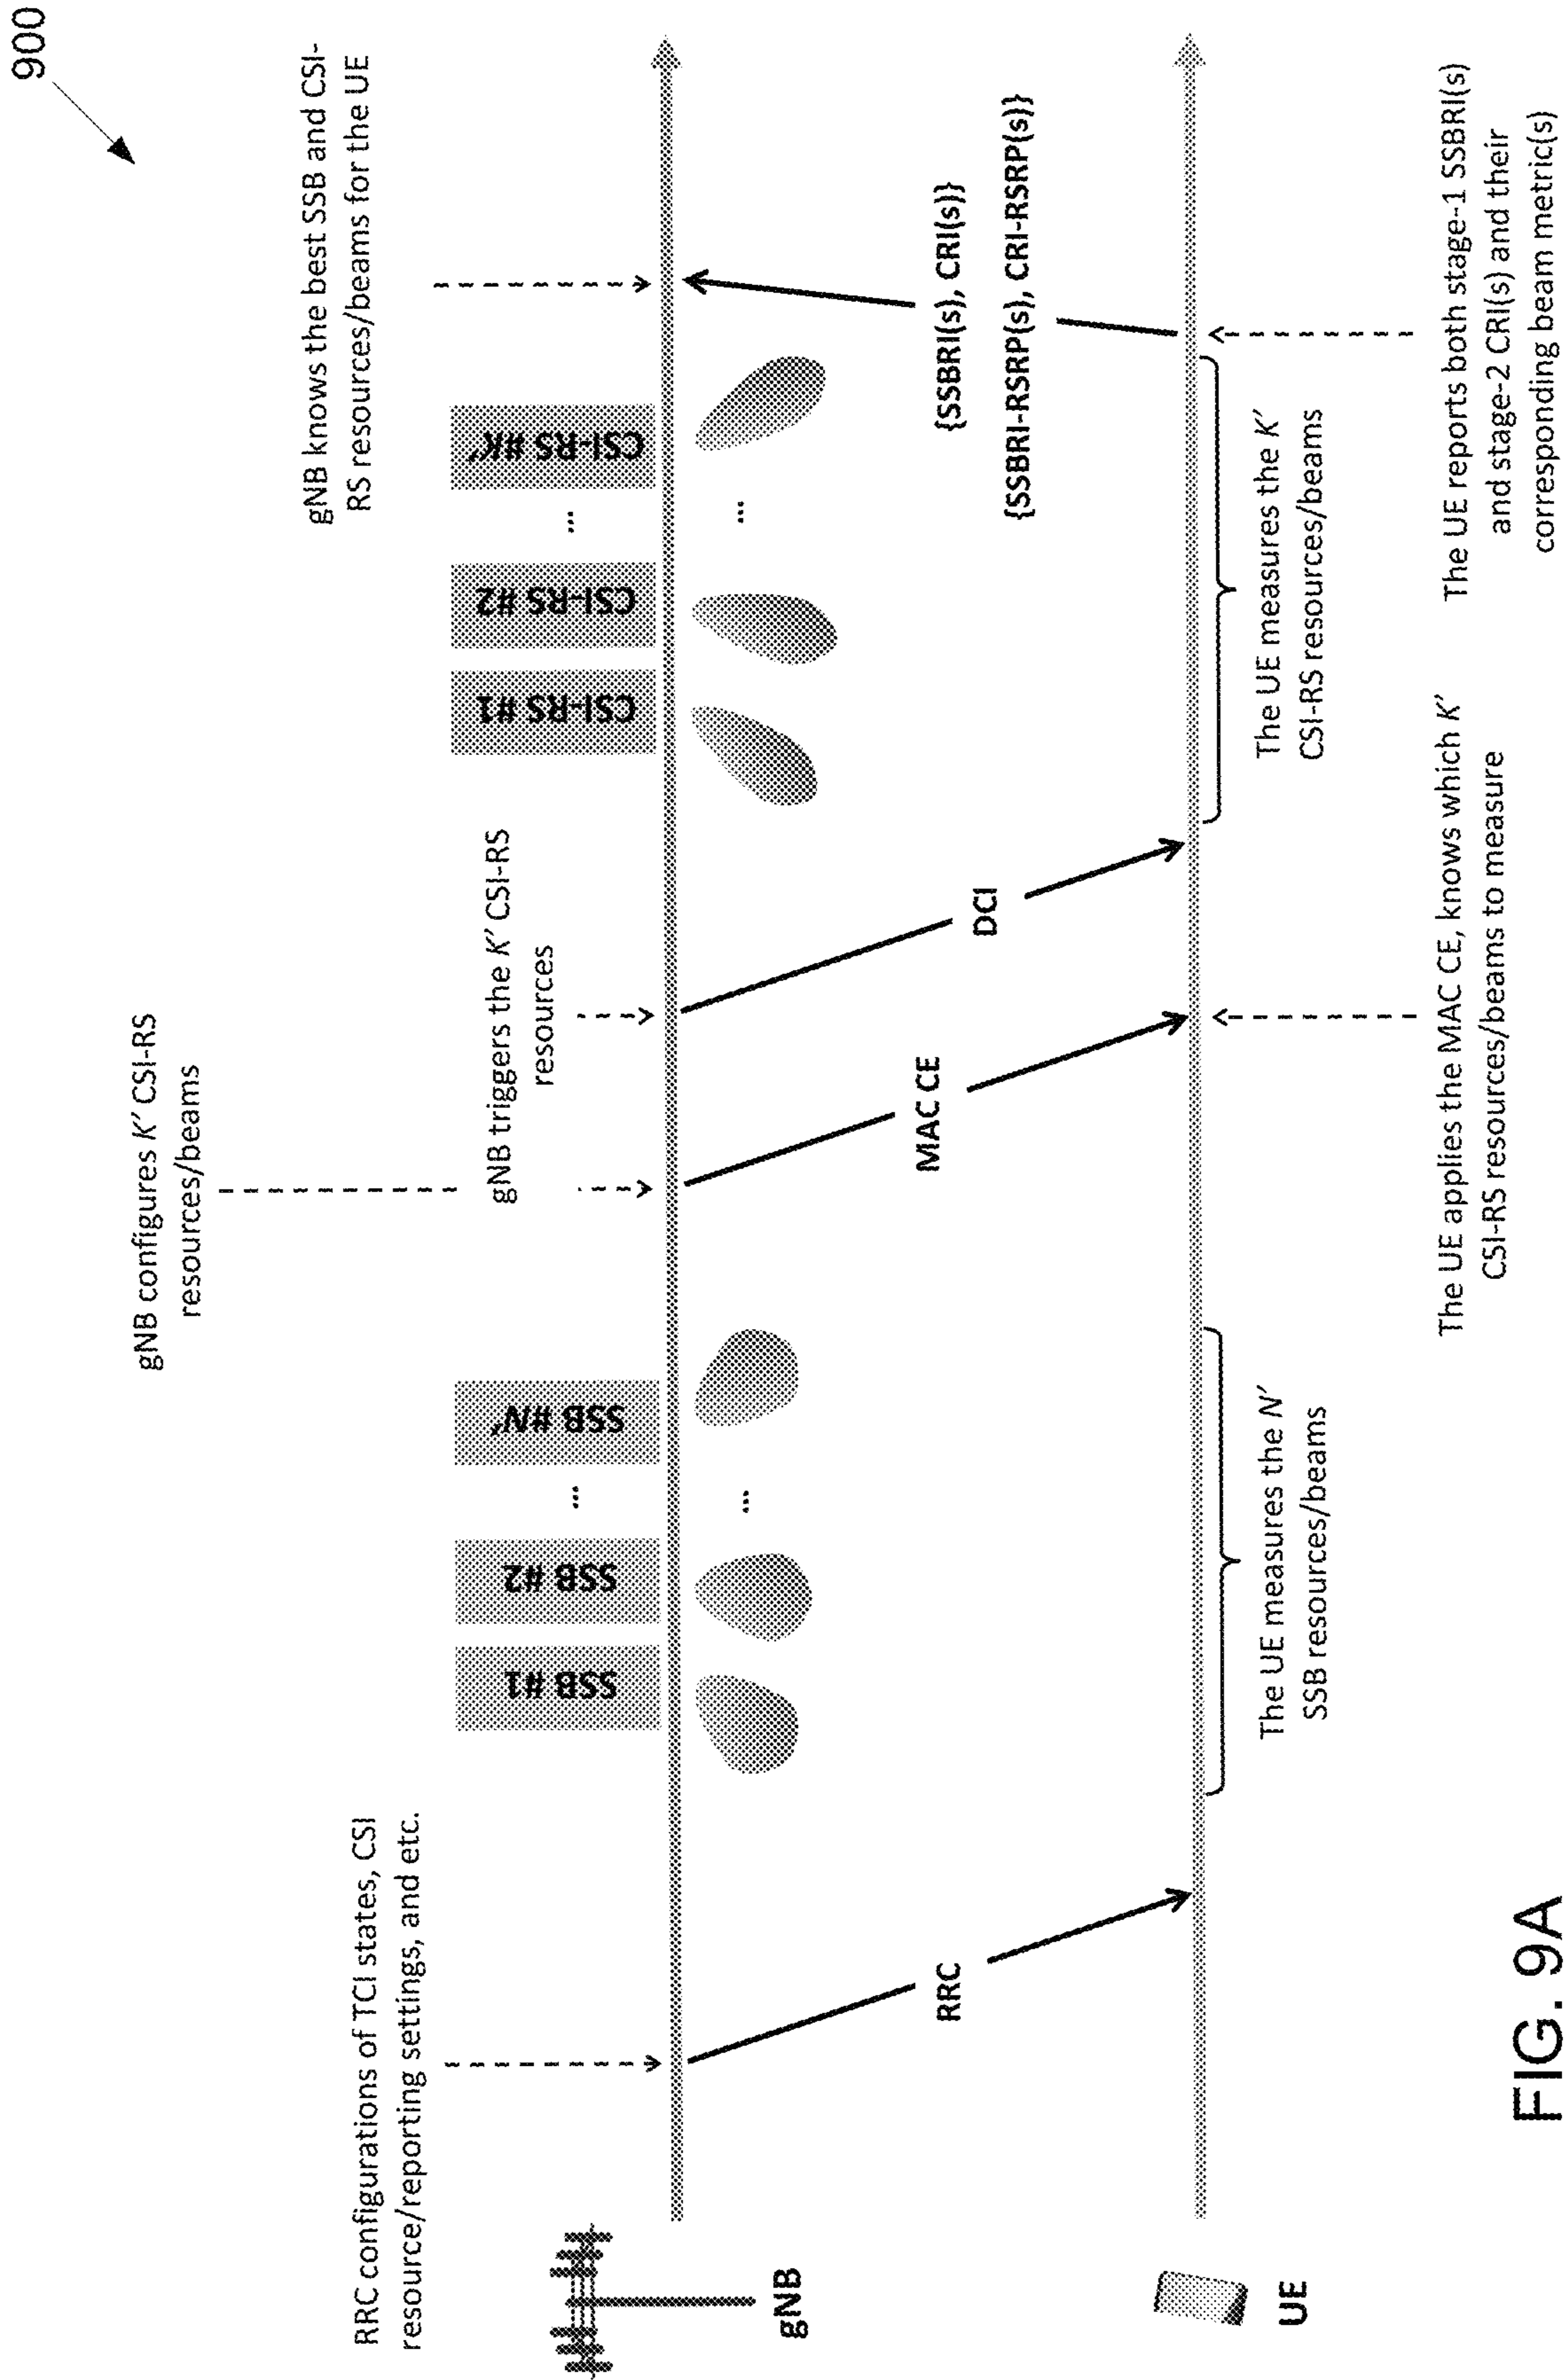 900
gNB configures K' CSI-RS
resources/beams
gNB knows the best SSB and CSI-
RS resources/beams for the UE
RRC configurations of TCI states, CSI
resource/reporting settings, and etc.
gNB triggers the K' CSI-RS
resources
SSB #1
SSB #2
...
SSB #N'
CSI-RS #1
CSI-RS #2
...
CSI-RS #K'
...
...
gNB
RRC
MAC CE
DCI
{SSBRI(s), CRI(s)}
{SSBRI-RSRP(s), CRI-RSRP(s)}
UE
The UE measures the N'
SSB resources/beams
The UE measures the K'
CSI-RS resources/beams
The UE applies the MAC CE, knows which K'
CSI-RS resources/beams to measure
The UE reports both stage-1 SSBRI(s)
and stage-2 CRI(s) and their
corresponding beam metric(s)
FIG. 9A